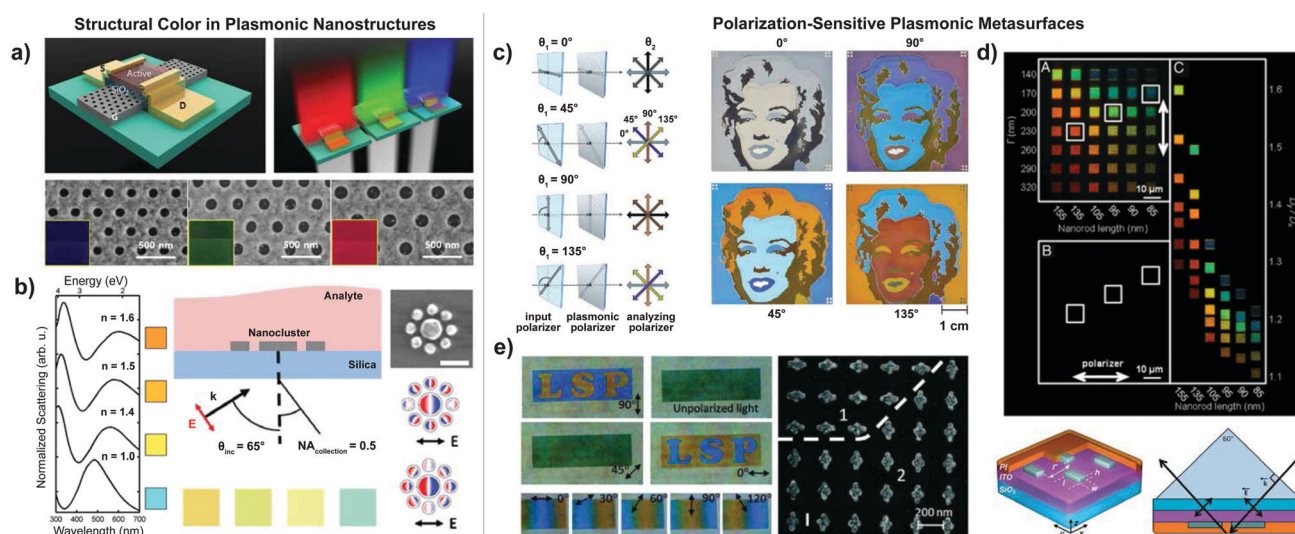 Structural Color in Plasmonic Nanostructures
Polarization-Sensitive Plasmonic Metasurfaces
a)
S
Active
SiO₂
D
G
500 nm
500 nm
500 nm
b)
Energy (eV)
4 2
n = 1.6
n = 1.5
n = 1.4
n = 1.0
Normalized Scattering (arb. u.)
300 400 500 600 700
Wavelength (nm)
Analyte
Nanocluster
Silica
k
E
θinc = 65°
NAcollection = 0.5
E
E
c)
θ₁ = 0°
θ₂
θ₁ = 45°
0° 45° 90° 135°
θ₁ = 90°
θ₁ = 135°
input polarizer
plasmonic polarizer
analyzing polarizer
0°
90°
45°
135°
1 cm
d)
A
140
170
200
230
260
290
320
Γ(nm)
10 µm
155 135 105 95 90 85
Nanorod length (nm)
B
polarizer
10 µm
C
1.6
1.5
1.4
1.3
1.2
1.1
155 135 105 95 90 85
Nanorod length (nm)
PI
ITO
SiO₂
Γ
h
w
60°
k
E
e)
LSP
90°
Unpolarized light
45°
LSP
0°
0° 30° 60° 90° 120°
1
2
200 nm